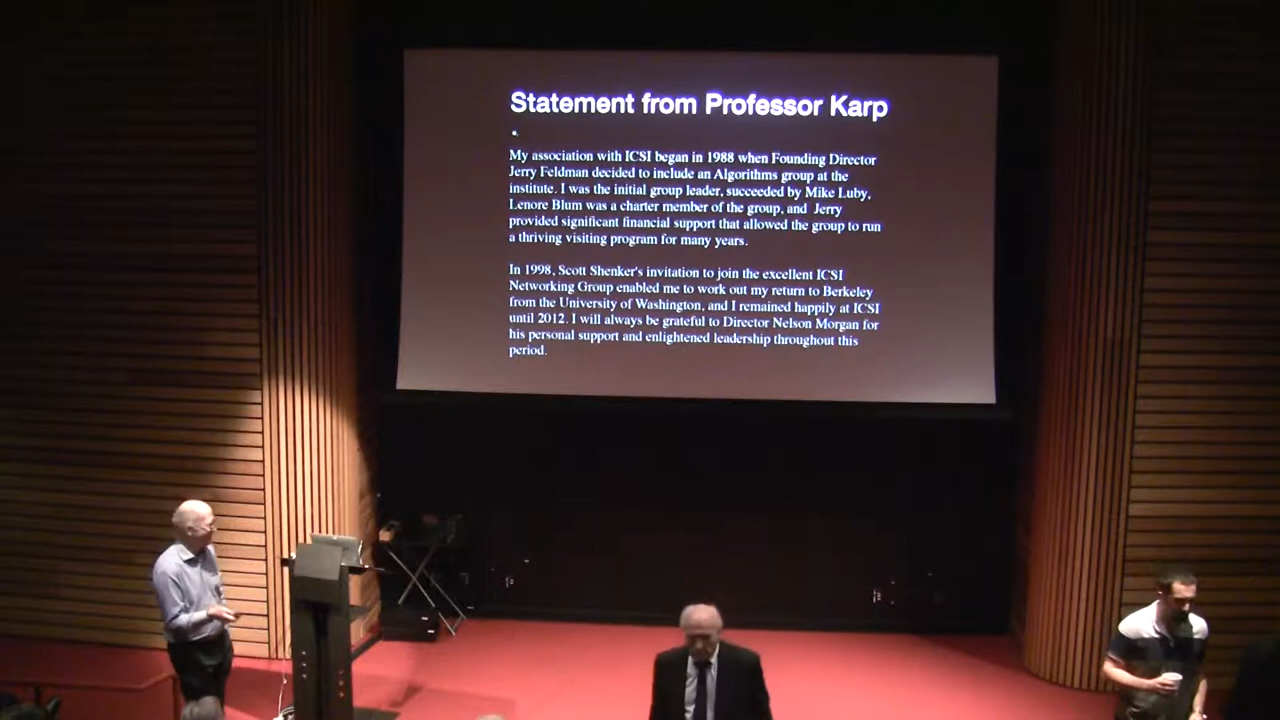 Statement from Professor Karp
My association with ICSI began in 1988 when Founding Director
Jerry Feldman decided to include an Algorithms group at the
institute. I was the initial group leader, succeeded by Mike Luby,
Lenore Blum was a charter member of the group, and Jerry
provided significant financial support that allowed the group to run
a thriving visiting program for many years.
In 1998, Scott Shenker's invitation to join the excellent ICSI
Networking Group enabled me to work out my return to Berkeley
from the University of Washington, and I remained happily at ICSI
until 2012. I will always be grateful to Director Nelson Morgan for
his personal support and enlightened leadership throughout this
period.